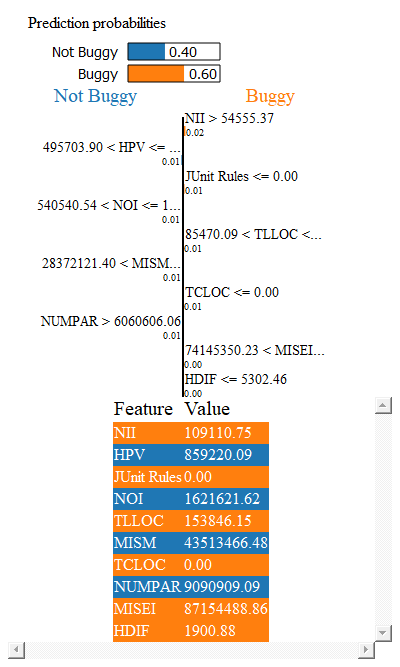 Prediction probabilities
Not Buggy 0.40
Buggy 0.60
Not Buggy Buggy
NII > 54555.37
0.02
495703.90 < HPV <= ...
0.01
JUnit Rules <= 0.00
0.01
540540.54 < NOI <= 1...
0.01
85470.09 < TLLOC <...
0.01
28372121.40 < MISM...
0.01
TCLOC <= 0.00
0.01
NUMPAR > 6060606.06
0.01
74145350.23 < MISEI...
0.00
HDIF <= 5302.46
0.00
Feature Value
NII 109110.75
HPV 859220.09
JUnit Rules 0.00
NOI 1621621.62
TLLOC 153846.15
MISM 43513466.48
TCLOC 0.00
NUMPAR 9090909.09
MISEI 87154488.86
HDIF 1900.88